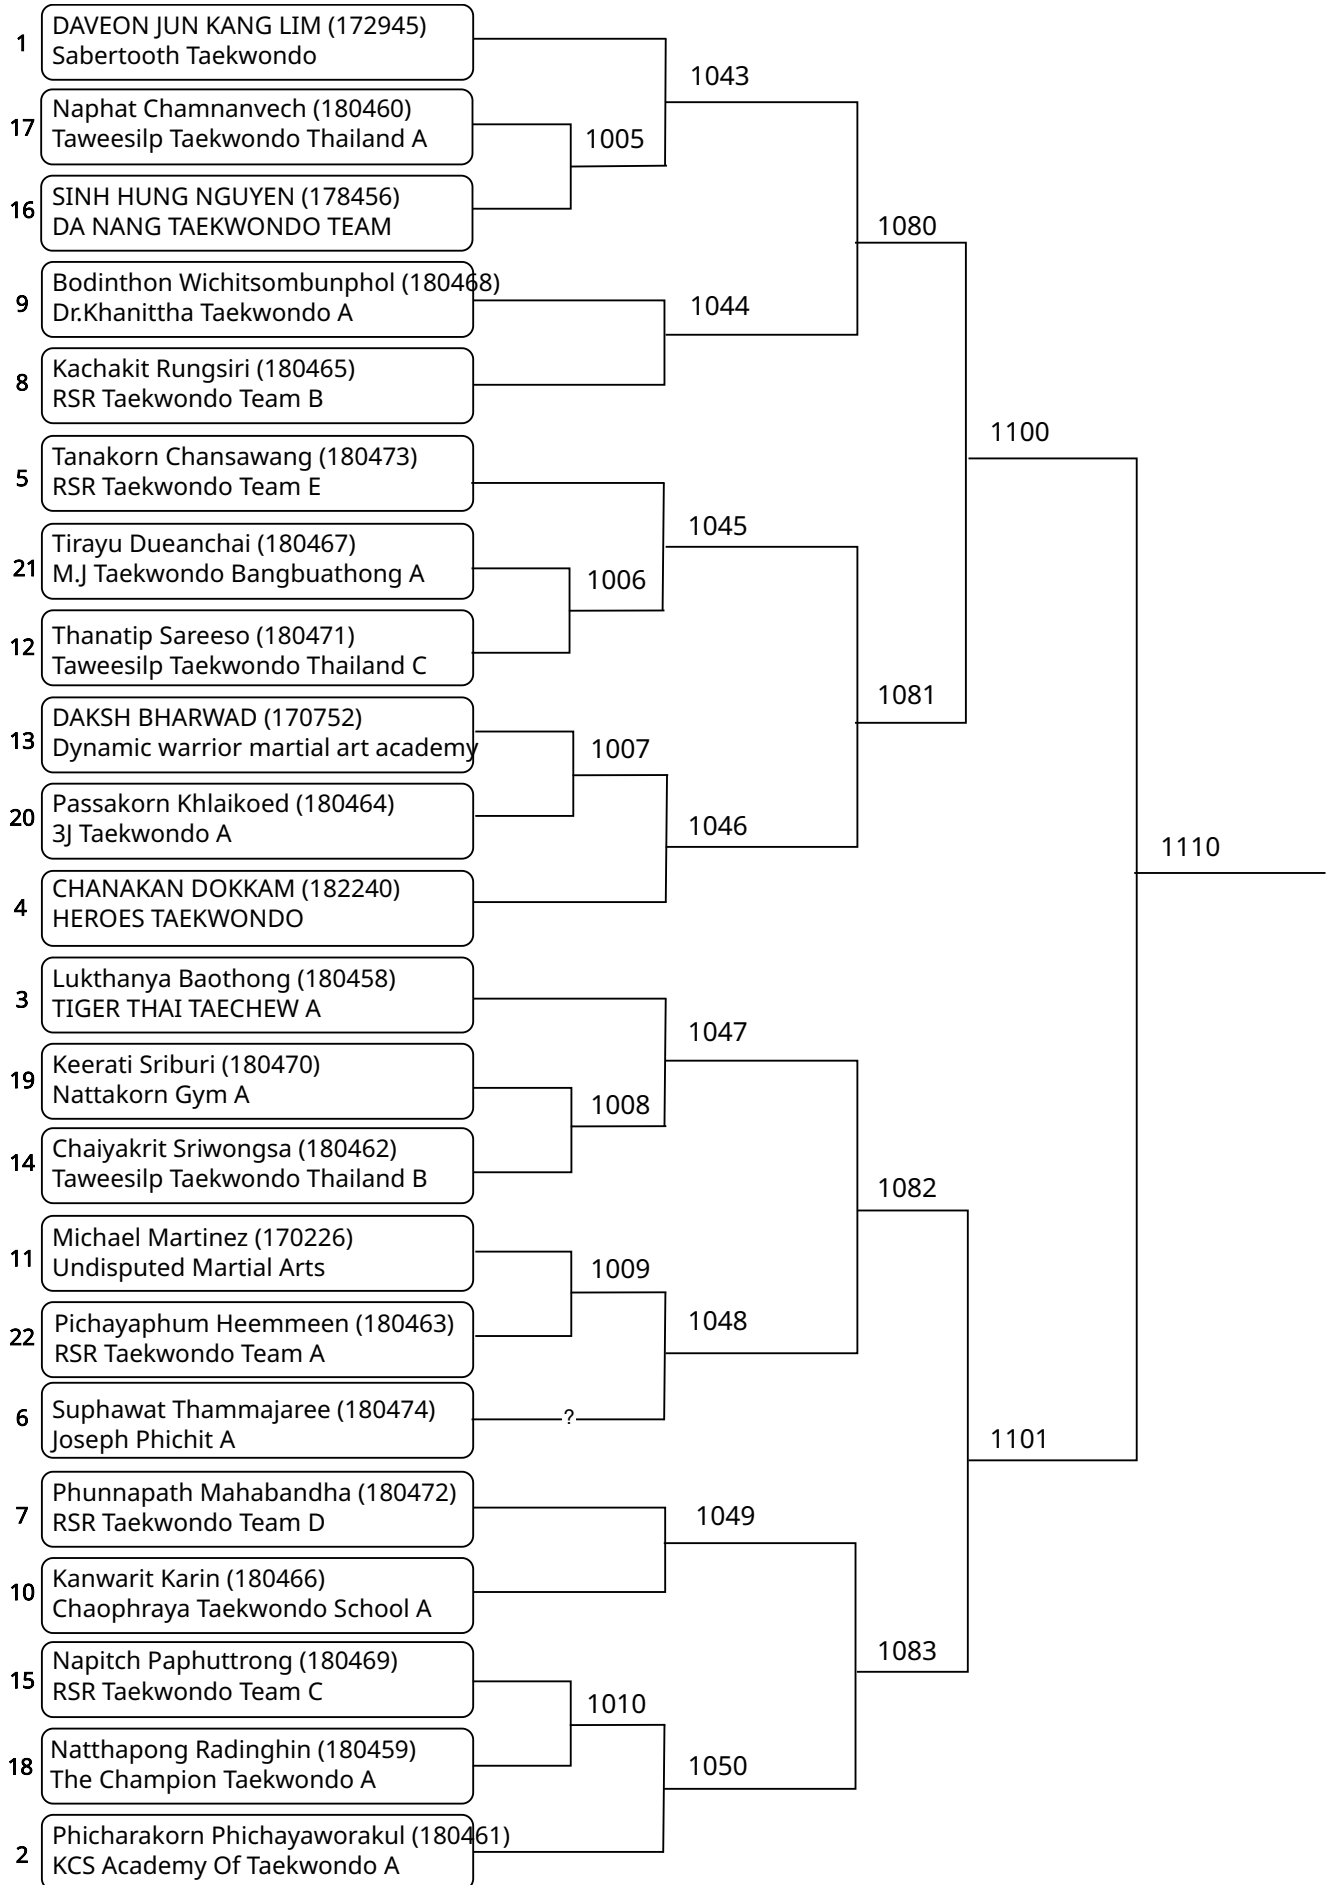 1
DAVEON JUN KANG LIM (172945)
Sabertooth Taekwondo
1043
17
Naphat Chamnanvech (180460)
Taweesilp Taekwondo Thailand A
1005
16
SINH HUNG NGUYEN (178456)
DA NANG TAEKWONDO TEAM
1080
9
Bodinthon Wichitsombunphol (180468)
Dr.Khanittha Taekwondo A
1044
8
Kachakit Rungsiri (180465)
RSR Taekwondo Team B
1100
5
Tanakorn Chansawang (180473)
RSR Taekwondo Team E
1045
21
Tirayu Dueanchai (180467)
M.J Taekwondo Bangbuathong A
1006
12
Thanatip Sareeso (180471)
Taweesilp Taekwondo Thailand C
1081
13
DAKSH BHARWAD (170752)
Dynamic warrior martial art academy
1007
20
Passakorn Khlaikoed (180464)
3J Taekwondo A
1046
1110
4
CHANAKAN DOKKAM (182240)
HEROES TAEKWONDO
3
Lukthanya Baothong (180458)
TIGER THAI TAECHEW A
1047
19
Keerati Sriburi (180470)
Nattakorn Gym A
1008
14
Chaiyakrit Sriwongsa (180462)
Taweesilp Taekwondo Thailand B
1082
11
Michael Martinez (170226)
Undisputed Martial Arts
1009
22
Pichayaphum Heemmeen (180463)
RSR Taekwondo Team A
1048
6
Suphawat Thammajaree (180474)
Joseph Phichit A
?
1101
7
Phunnapath Mahabandha (180472)
RSR Taekwondo Team D
1049
10
Kanwarit Karin (180466)
Chaophraya Taekwondo School A
1083
15
Napitch Paphuttrong (180469)
RSR Taekwondo Team C
1010
18
Natthapong Radinghin (180459)
The Champion Taekwondo A
1050
2
Phicharakorn Phichayaworakul (180461)
KCS Academy Of Taekwondo A